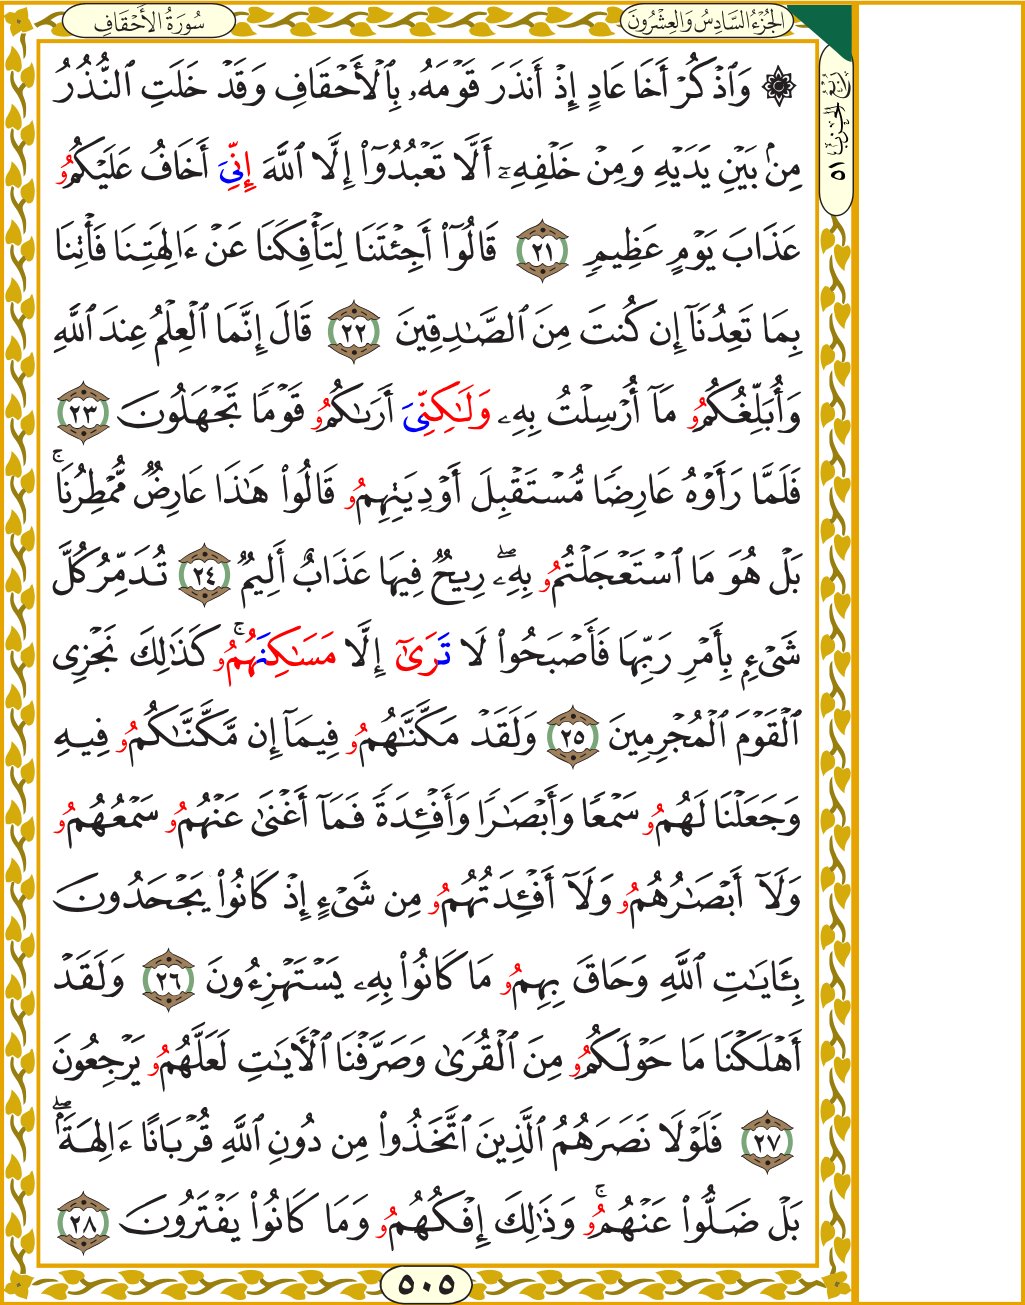 الجُزْءُ السَّادِسُ وَالعِشْرُونَ
سُورَةُ الأَحْقَافِ
۞ وَٱذْكُرْ أَخَا عَادٍ إِذْ أَنذَرَ قَوْمَهُۥ بِٱلْأَحْقَافِ وَقَدْ خَلَتِ ٱلنُّذُرُ
مِنۢ بَيْنِ يَدَيْهِ وَمِنْ خَلْفِهِۦٓ أَلَّا تَعْبُدُوٓا۟ إِلَّا ٱللَّهَ إِنِّىَ أَخَافُ عَلَيْكُمُۥ
عَذَابَ يَوْمٍ عَظِيمٍ ٢١ قَالُوٓا۟ أَجِئْتَنَا لِتَأْفِكَنَا عَنْ ءَالِهَتِنَا فَأْتِنَا
بِمَا تَعِدُنَآ إِن كُنتَ مِنَ ٱلصَّـٰدِقِينَ ٢٢ قَالَ إِنَّمَا ٱلْعِلْمُ عِندَ ٱللَّهِ
وَأُبَلِّغُكُمُۥ مَآ أُرْسِلْتُ بِهِۦ وَلَـٰكِنِّىَ أَرَىٰكُمُۥ قَوْمًا تَجْهَلُونَ ٢٣
فَلَمَّا رَأَوْهُ عَارِضًا مُّسْتَقْبِلَ أَوْدِيَتِهِمُۥ قَالُوا۟ هَـٰذَا عَارِضٌ مُّمْطِرُنَا ۚ
بَلْ هُوَ مَا ٱسْتَعْجَلْتُمُۥ بِهِۦ ۖ رِيحٌ فِيهَا عَذَابٌ أَلِيمٌ ٢٤ تُدَمِّرُ كُلَّ
شَىْءٍۭ بِأَمْرِ رَبِّهَا فَأَصْبَحُوا۟ لَا تَرَىٰٓ إِلَّا مَسَـٰكِنَهُمُۥ ۚ كَذَٰلِكَ نَجْزِى
ٱلْقَوْمَ ٱلْمُجْرِمِينَ ٢٥ وَلَقَدْ مَكَّنَّـٰهُمُۥ فِيمَآ إِن مَّكَّنَّـٰكُمُۥ فِيهِ
وَجَعَلْنَا لَهُمُۥ سَمْعًا وَأَبْصَـٰرًا وَأَفْـِٔدَةً فَمَآ أَغْنَىٰ عَنْهُمُۥ سَمْعُهُمُۥ
وَلَآ أَبْصَـٰرُهُمُۥ وَلَآ أَفْـِٔدَتُهُمُۥ مِن شَىْءٍ إِذْ كَانُوا۟ يَجْحَدُونَ
بِـَٔايَـٰتِ ٱللَّهِ وَحَاقَ بِهِمُۥ مَا كَانُوا۟ بِهِۦ يَسْتَهْزِءُونَ ٢٦ وَلَقَدْ
أَهْلَكْنَا مَا حَوْلَكُمُۥ مِنَ ٱلْقُرَىٰ وَصَرَّفْنَا ٱلْـَٔايَـٰتِ لَعَلَّهُمُۥ يَرْجِعُونَ
٢٧ فَلَوْلَا نَصَرَهُمُ ٱلَّذِينَ ٱتَّخَذُوا۟ مِن دُونِ ٱللَّهِ قُرْبَانًا ءَالِهَةًۢ ۖ
بَلْ ضَلُّوا۟ عَنْهُمُۥ ۚ وَذَٰلِكَ إِفْكُهُمُۥ وَمَا كَانُوا۟ يَفْتَرُونَ ٢٨
٥٠٥